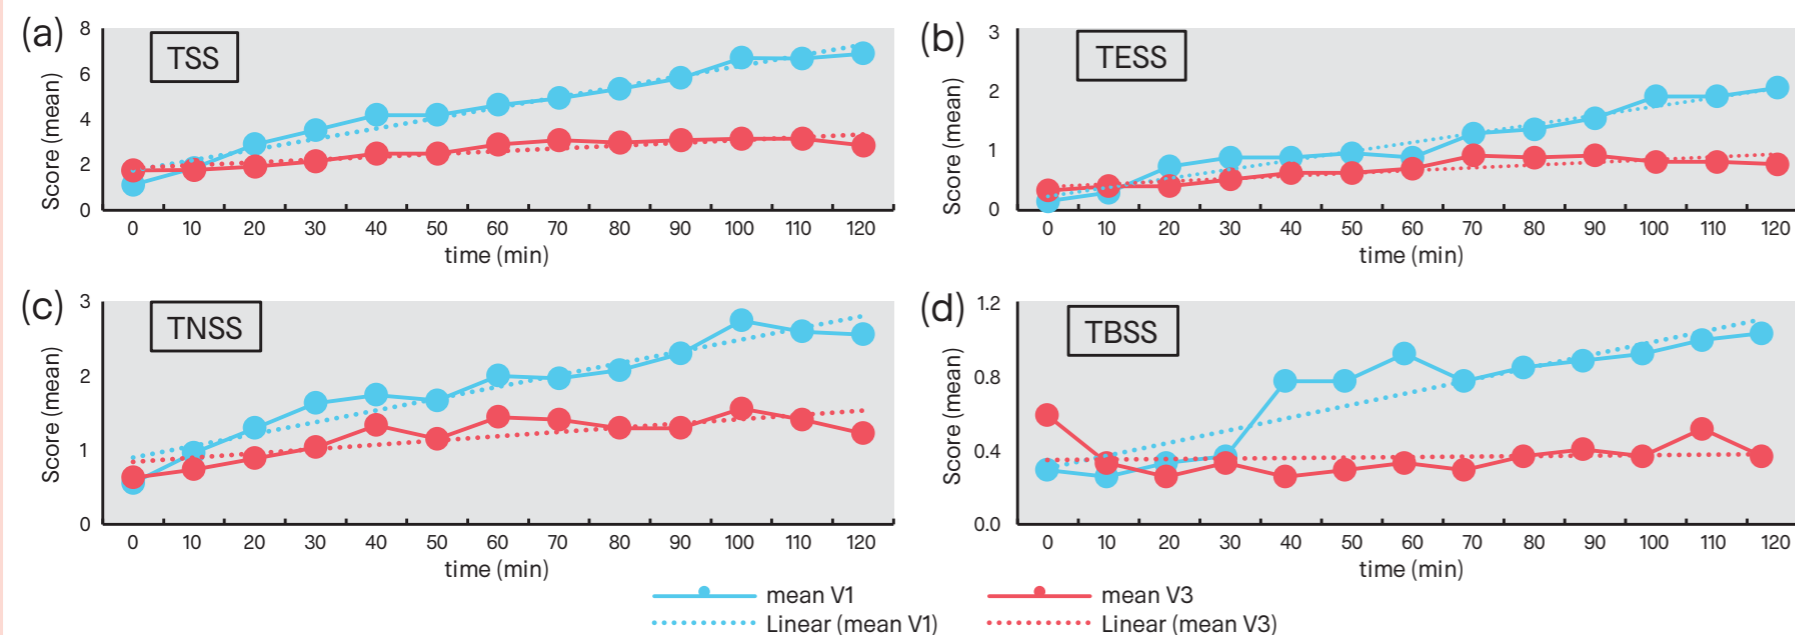 (a)
TSS
Score (mean)
8
6
4
2
0
0 10 20 30 40 50 60 70 80 90 100 110 120
time (min)
(b)
TESS
Score (mean)
3
2
1
0
0 10 20 30 40 50 60 70 80 90 100 110 120
time (min)
(c)
TNSS
Score (mean)
3
2
1
0
0 10 20 30 40 50 60 70 80 90 100 110 120
time (min)
(d)
TBSS
Score (mean)
1.2
0.8
0.4
0.0
0 10 20 30 40 50 60 70 80 90 100 110 120
time (min)
mean V1
mean V3
Linear (mean V1)
Linear (mean V3)